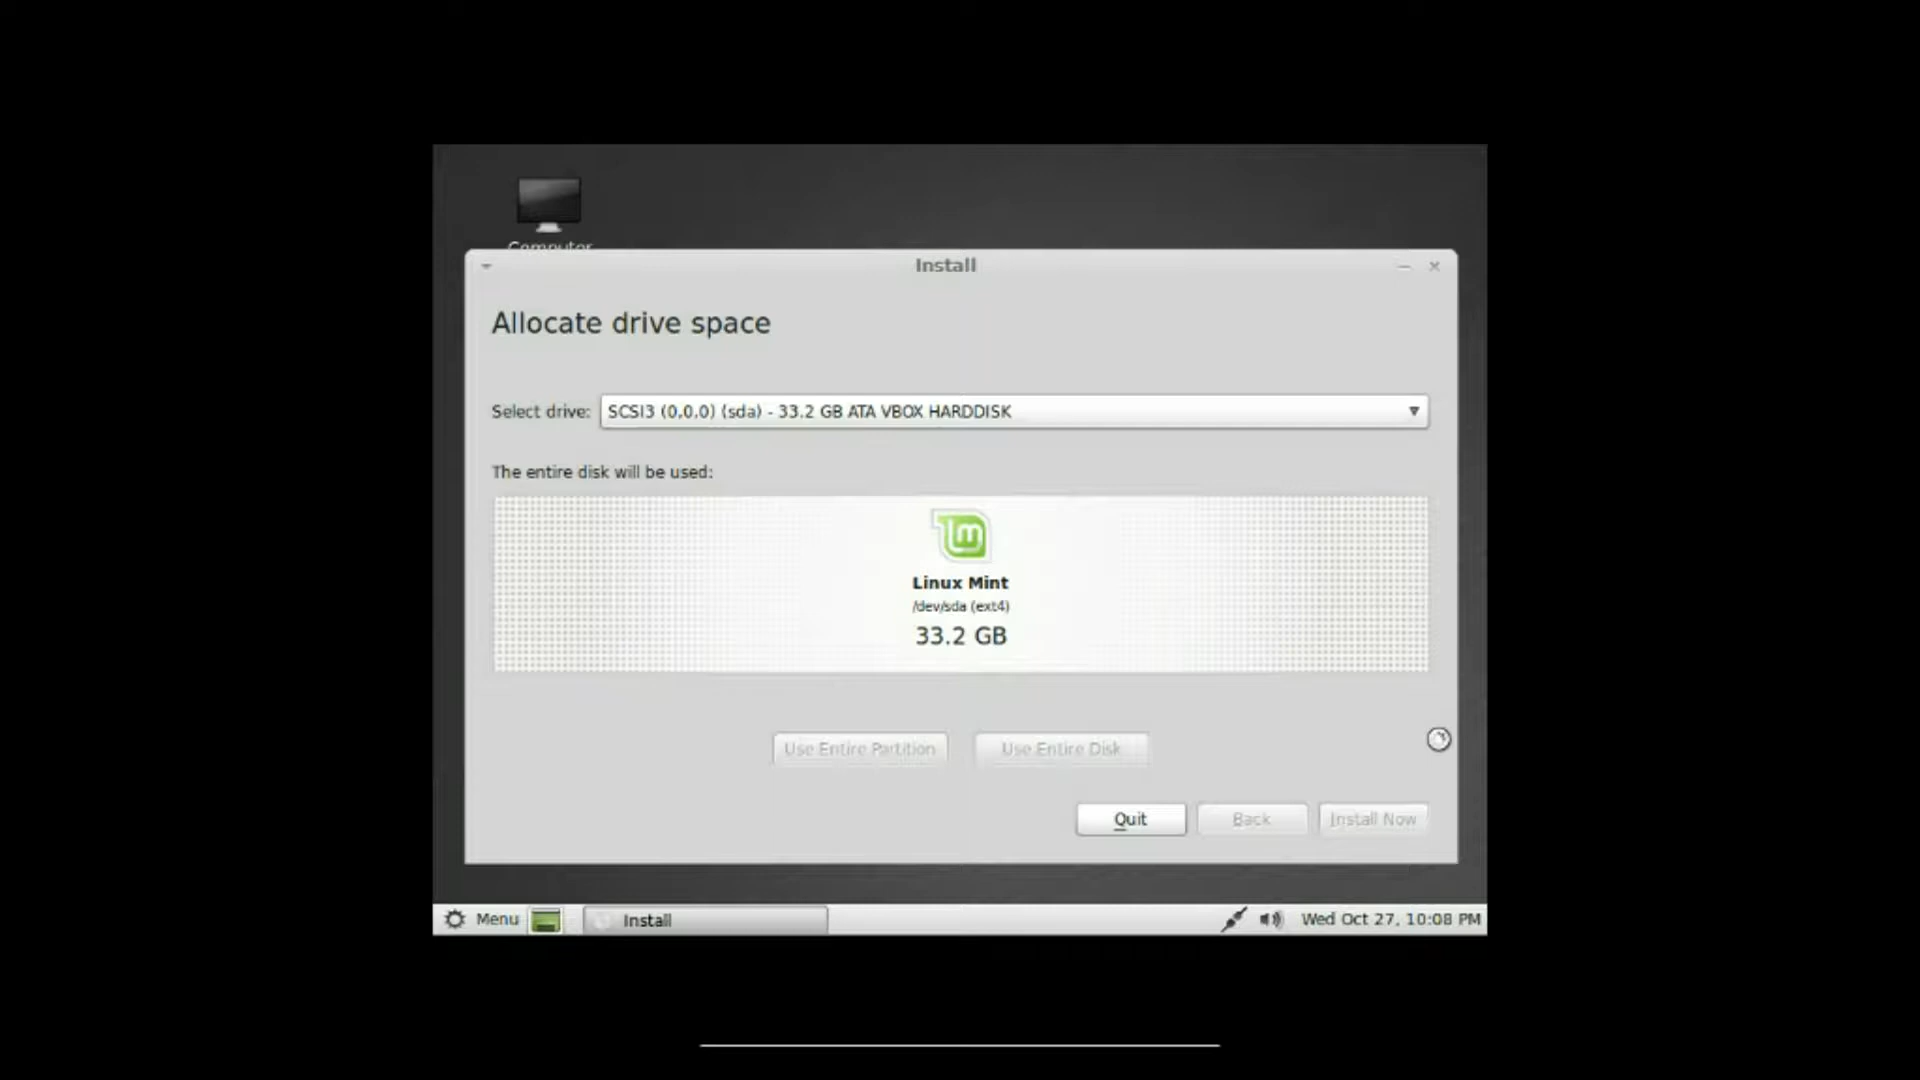 Computer
Install
Allocate drive space
Select drive: SCSI3 (0,0,0) (sda) - 33.2 GB ATA VBOX HARDDISK
The entire disk will be used:
lm
Linux Mint
/dev/sda (ext4)
33.2 GB
Use Entire Partition Use Entire Disk
Quit Back Install Now
Menu Install Wed Oct 27, 10:08 PM